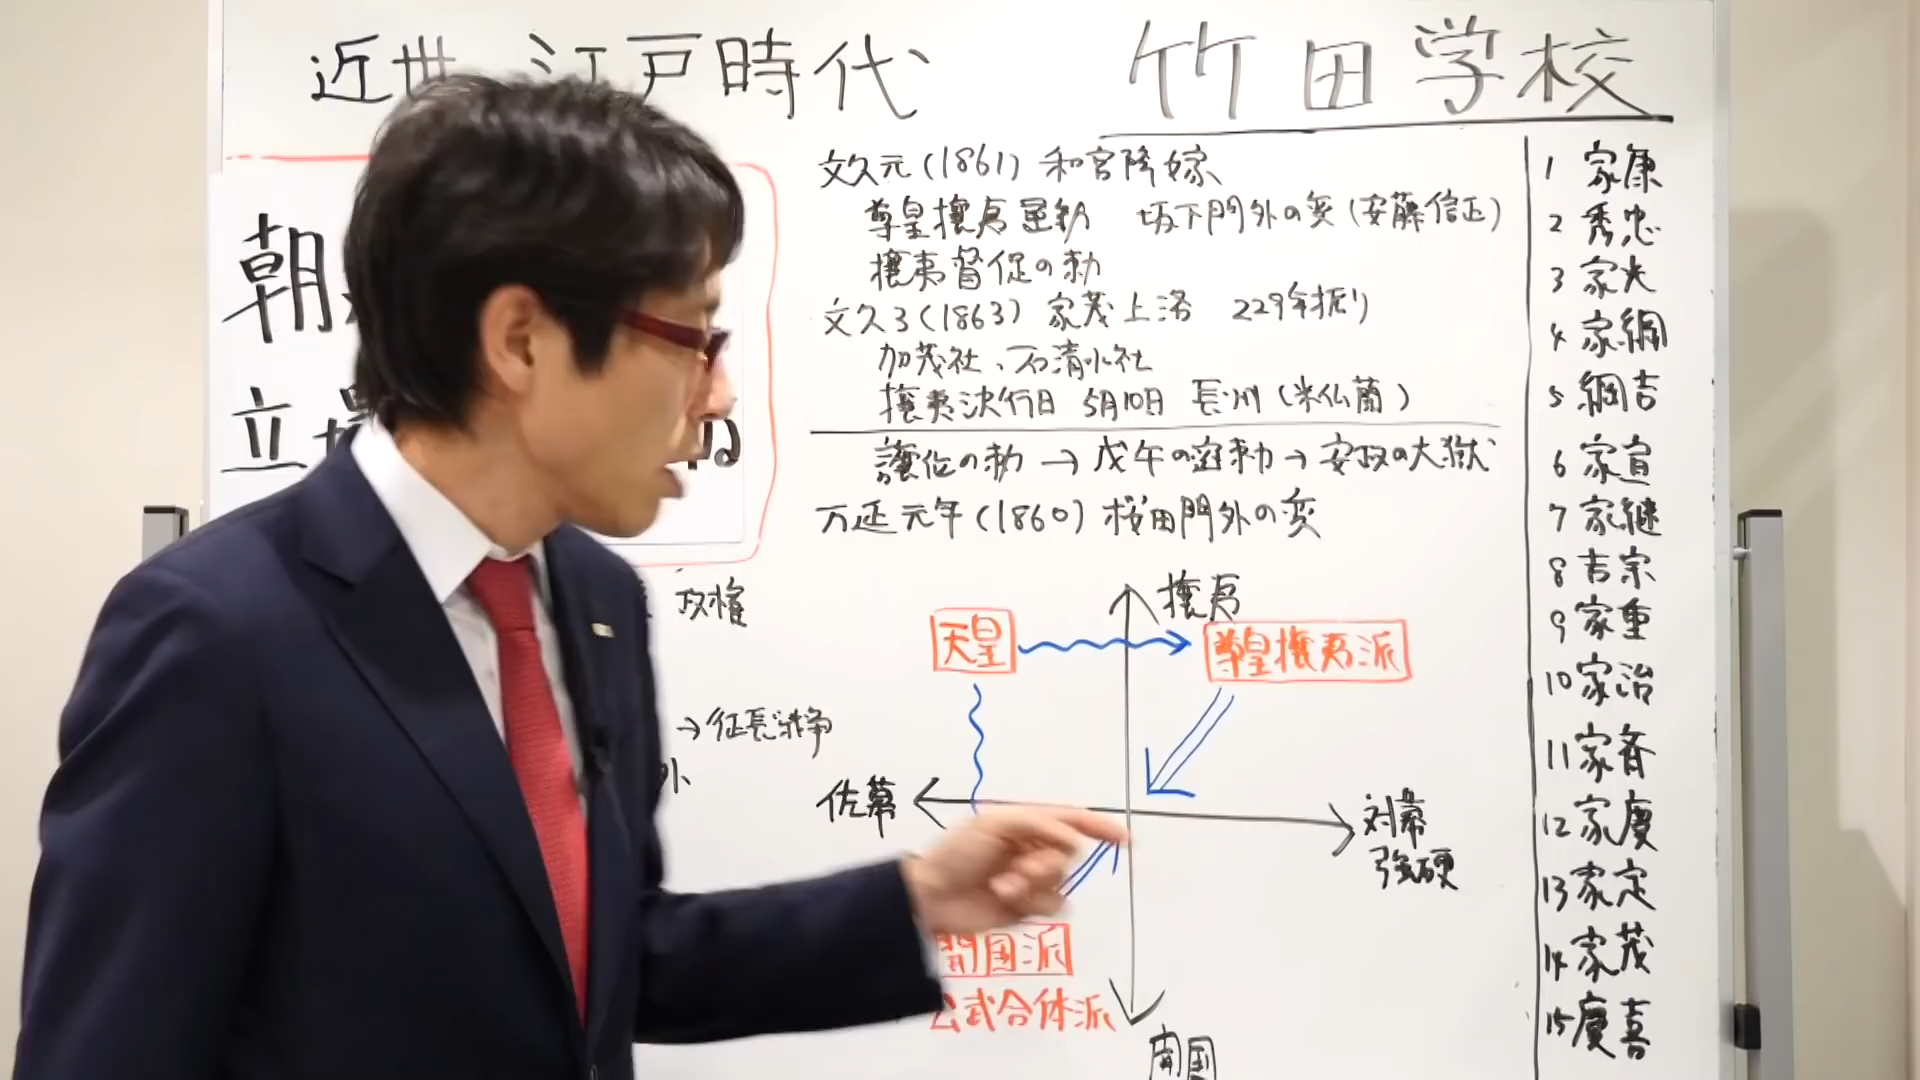 近世 江戸時代
竹田学校
文久元(1861) 和宮降嫁
尊皇攘夷運動 坂下門外の変(安藤信正)
攘夷督促の勅
文久3(1863) 家茂上洛 229年振り
加茂社、石清水社
攘夷決行日 5月10日 長州(米仏蘭)
譲位の勅→戊午の密勅→安政の大獄
万延元年(1860) 桜田門外の変
朝
立
政権
→征長戦争
外
攘夷
天皇
尊皇攘夷派
佐幕
対幕
強硬
開国派
公武合体派
開国
1 家康
2 秀忠
3 家光
4 家綱
5 綱吉
6 家宣
7 家継
8 吉宗
9 家重
10 家治
11 家斉
12 家慶
13 家定
14 家茂
15 慶喜